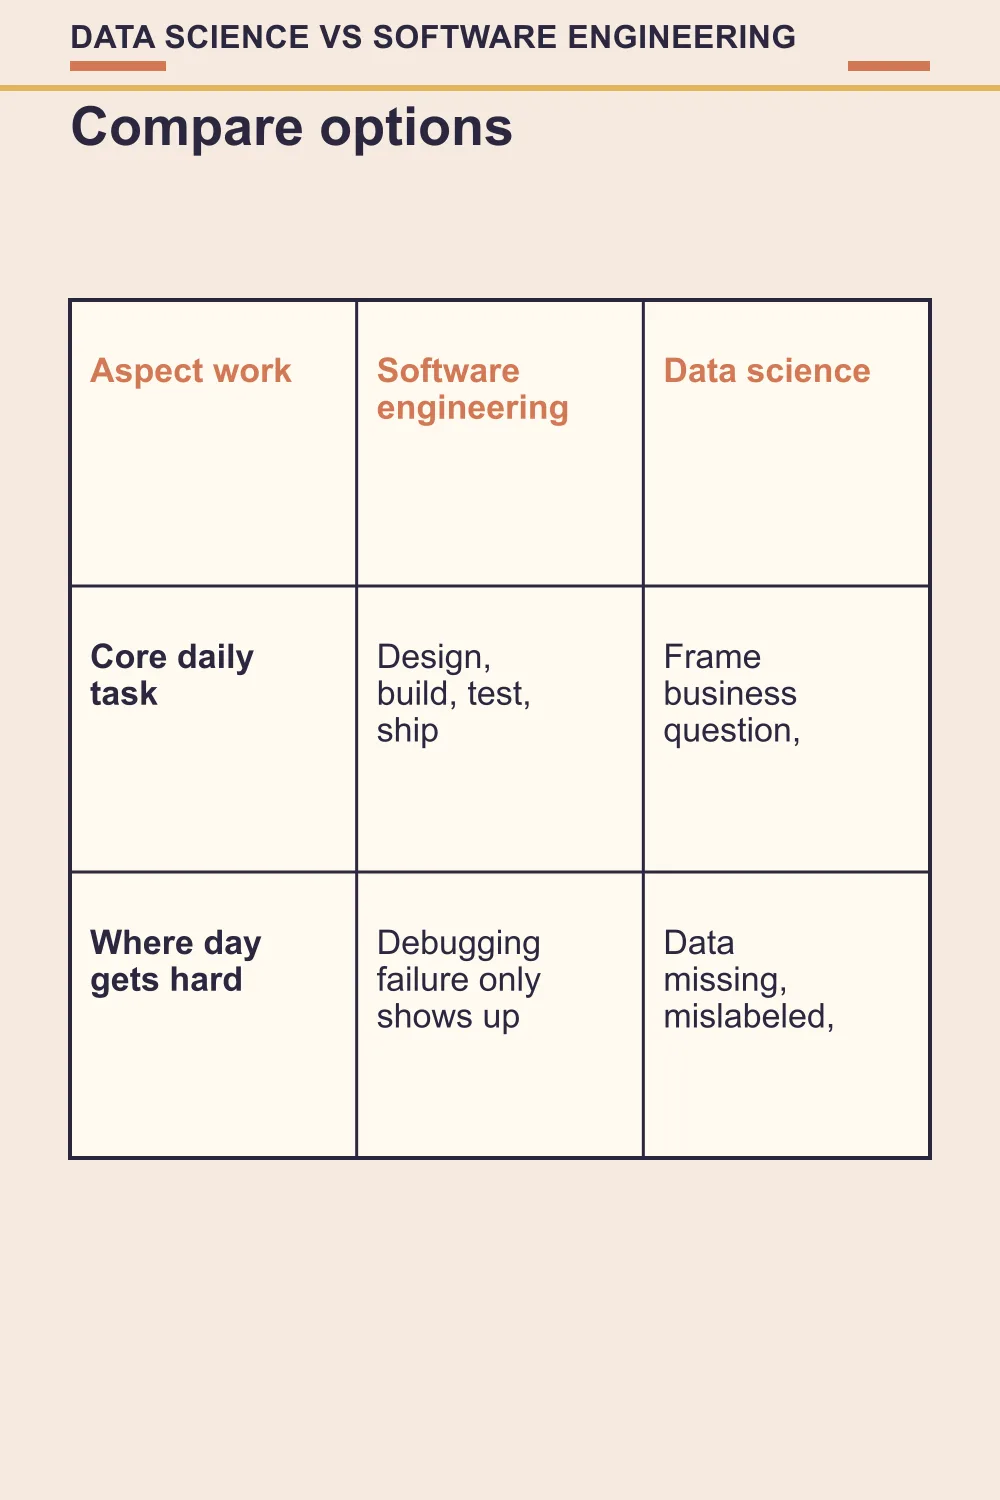 DATA SCIENCE VS SOFTWARE ENGINEERING
Compare options
Aspect work
Software
engineering
Data science
Core daily
task
Design,
build, test,
ship
Frame
business
question,
Where day
gets hard
Debugging
failure only
shows up
Data
missing,
mislabeled,